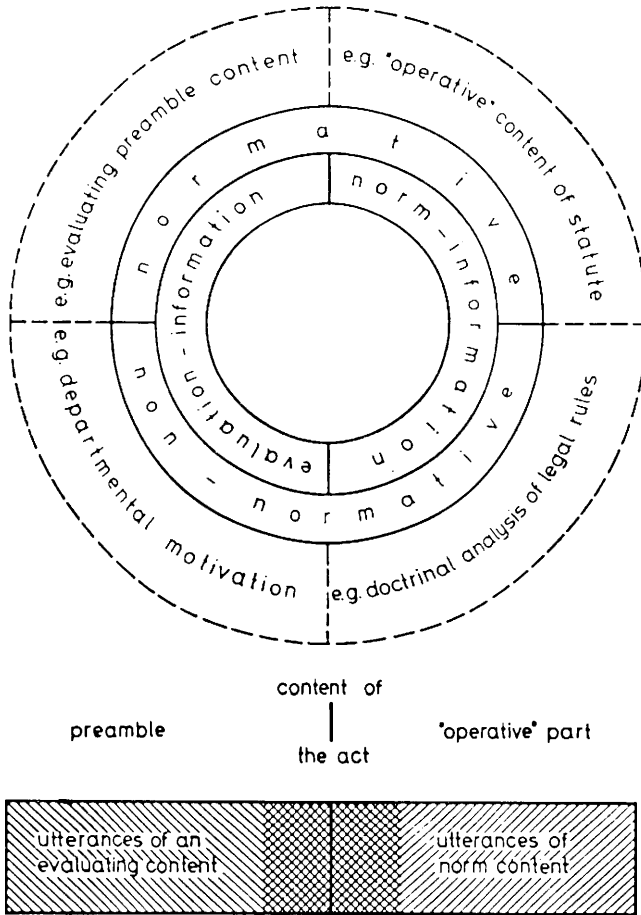 e.g. evaluating preamble content
e.g. "operative" content of statute
normative
evaluation-information
norm-information
non-normative
e.g. departmental motivation
e.g. doctrinal analysis of legal rules
content of
preamble
"operative" part
the act
utterances of an
evaluating content
utterances of
norm content